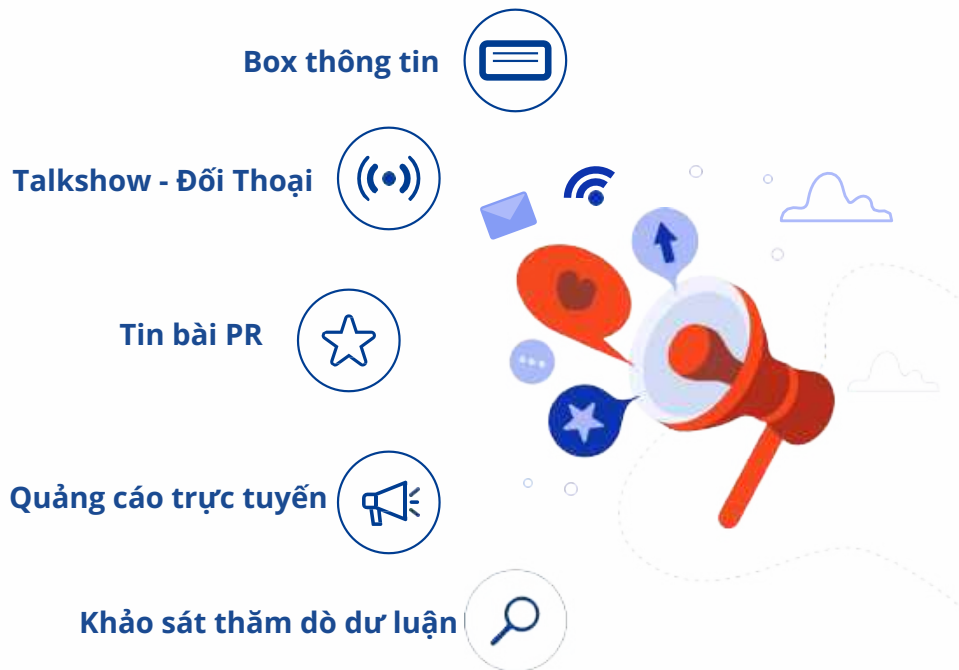 Box thông tin
Talkshow - Đối Thoại
Tin bài PR
Quảng cáo trực tuyến
Khảo sát thăm dò dư luận